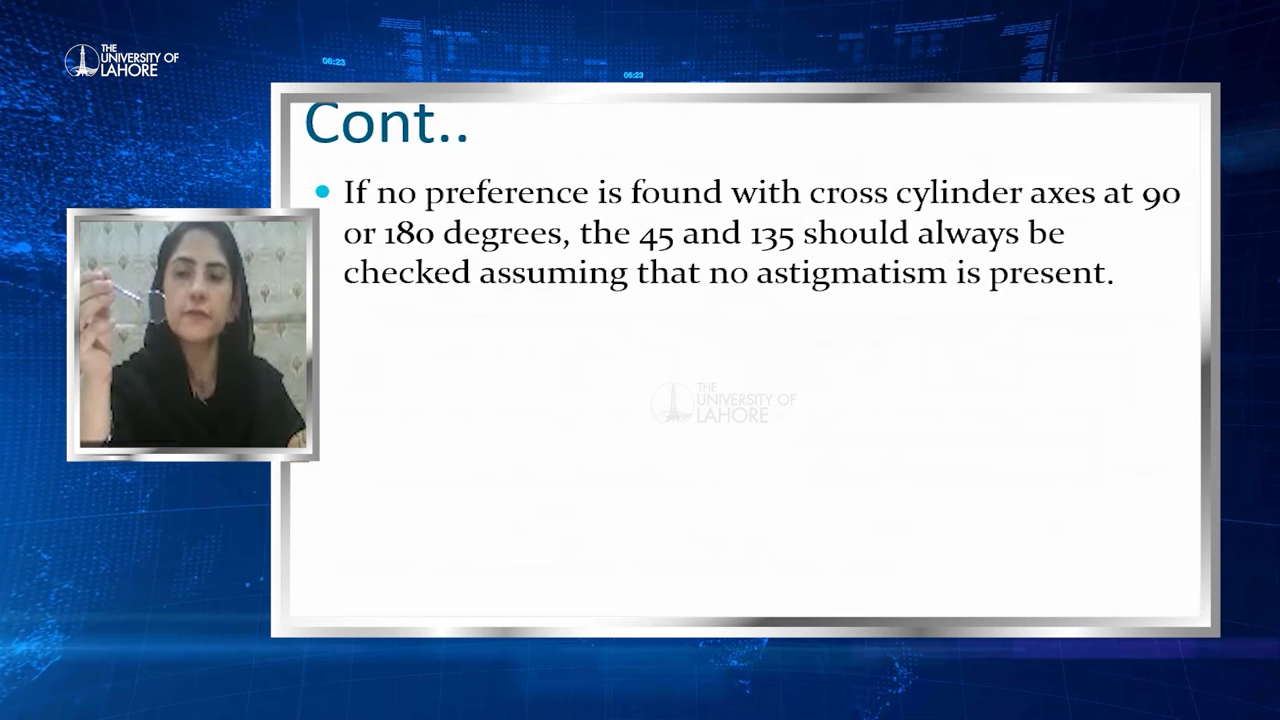 THE
UNIVERSITY OF
LAHORE
06:23
06:23
Cont..
If no preference is found with cross cylinder axes at 90
or 180 degrees, the 45 and 135 should always be
checked assuming that no astigmatism is present.
THE
UNIVERSITY OF
LAHORE